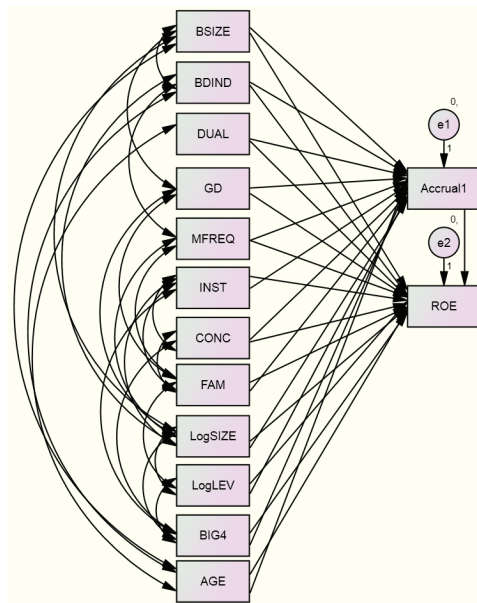 BSIZE
BDIND
DUAL
GD
MFREQ
INST
CONC
FAM
LogSIZE
LogLEV
BIG4
AGE
0,
e1
1
Accrual1
0,
e2
1
ROE